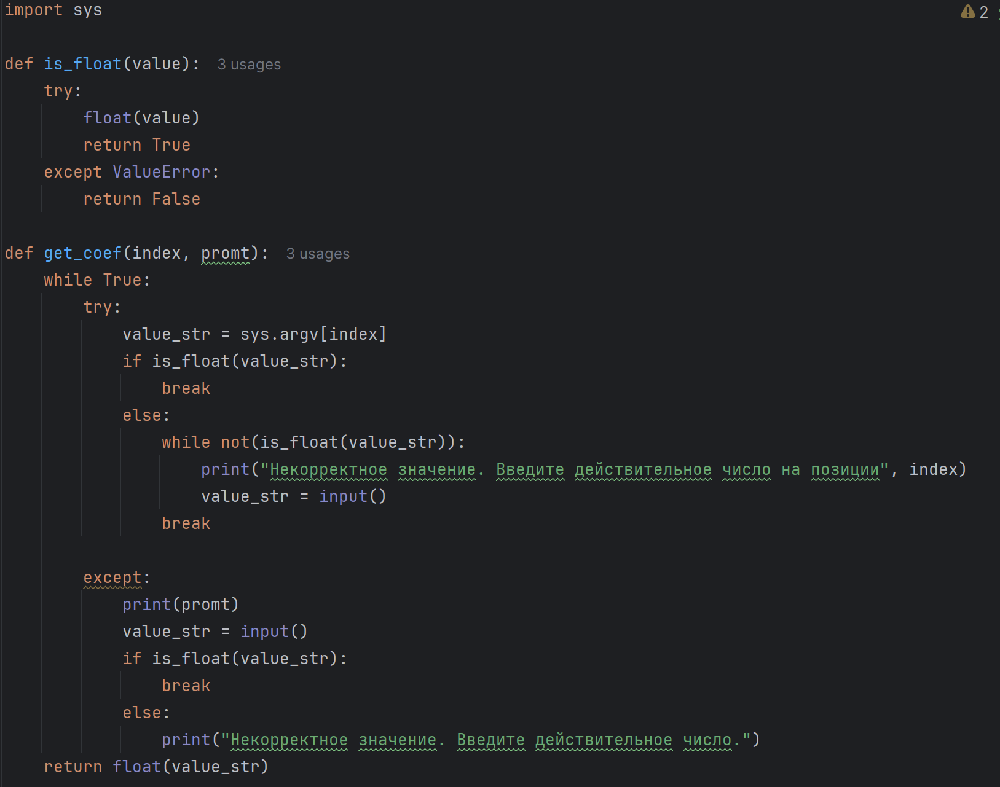 import sys
2
def is_float(value): 3 usages
    try:
        float(value)
        return True
    except ValueError:
        return False
def get_coef(index, promt): 3 usages
    while True:
        try:
            value_str = sys.argv[index]
            if is_float(value_str):
                break
            else:
                while not(is_float(value_str)):
                    print("Некорректное значение. Введите действительное число на позиции", index)
                    value_str = input()
                break
        except:
            print(promt)
            value_str = input()
            if is_float(value_str):
                break
            else:
                print("Некорректное значение. Введите действительное число.")
    return float(value_str)